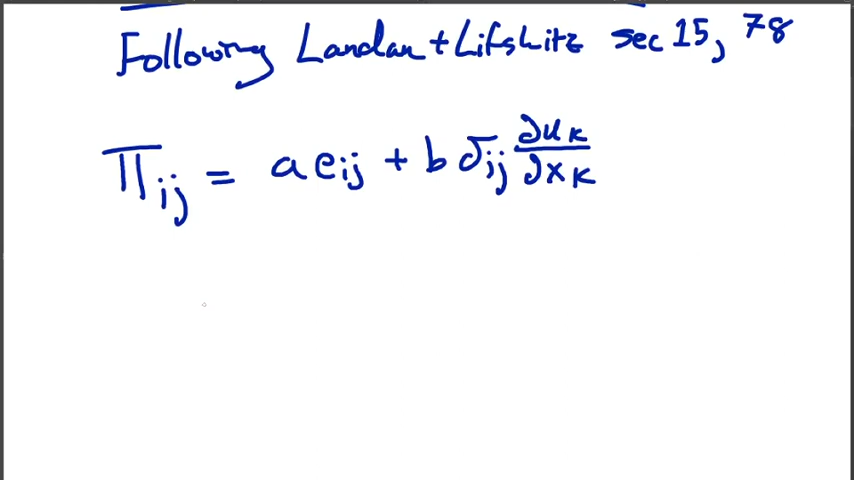 Following Landau + Lifshitz sec 15, 78
Π_ij = a e_ij + b δ_ij ∂u_k/∂x_k